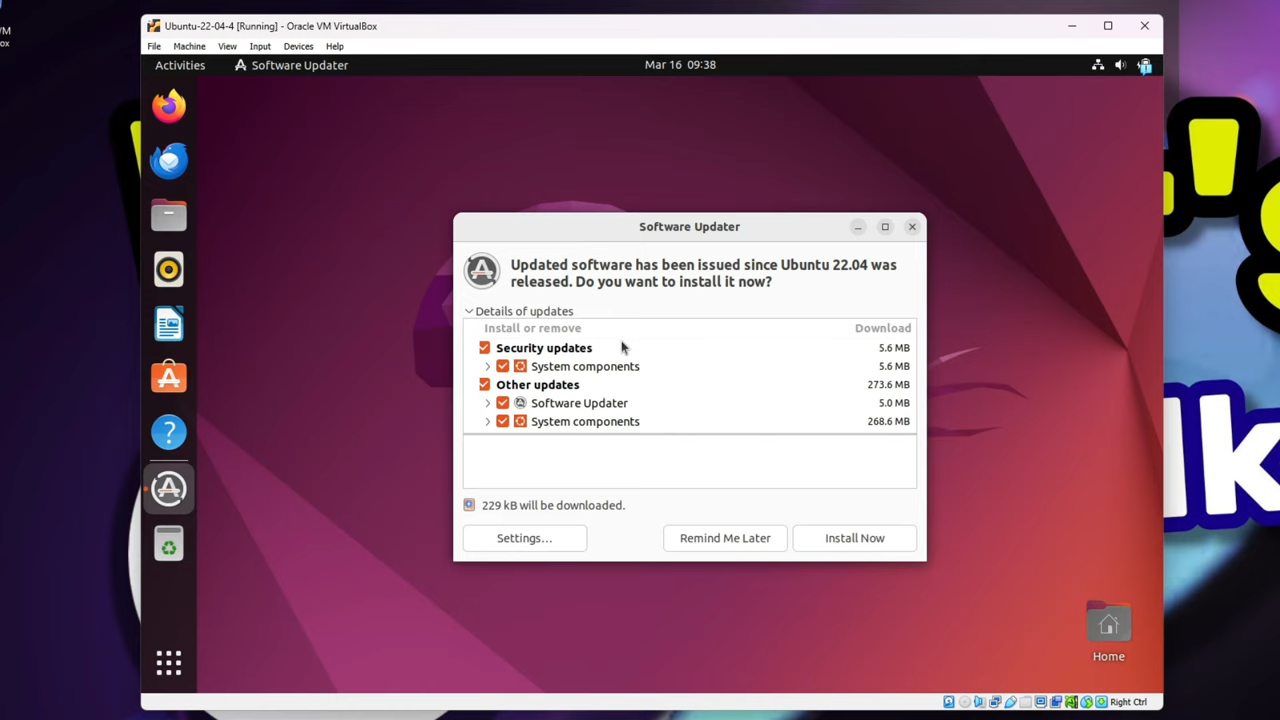 VM
ox
Ubuntu-22-04-4 [Running] - Oracle VM VirtualBox
File Machine View Input Devices Help
Activities Software Updater Mar 16 09:38
Software Updater
Updated software has been issued since Ubuntu 22.04 was
released. Do you want to install it now?
Details of updates
Install or remove Download
Security updates 5.6 MB
System components 5.6 MB
Other updates 273.6 MB
Software Updater 5.0 MB
System components 268.6 MB
229 kB will be downloaded.
Settings... Remind Me Later Install Now
Home
Right Ctrl